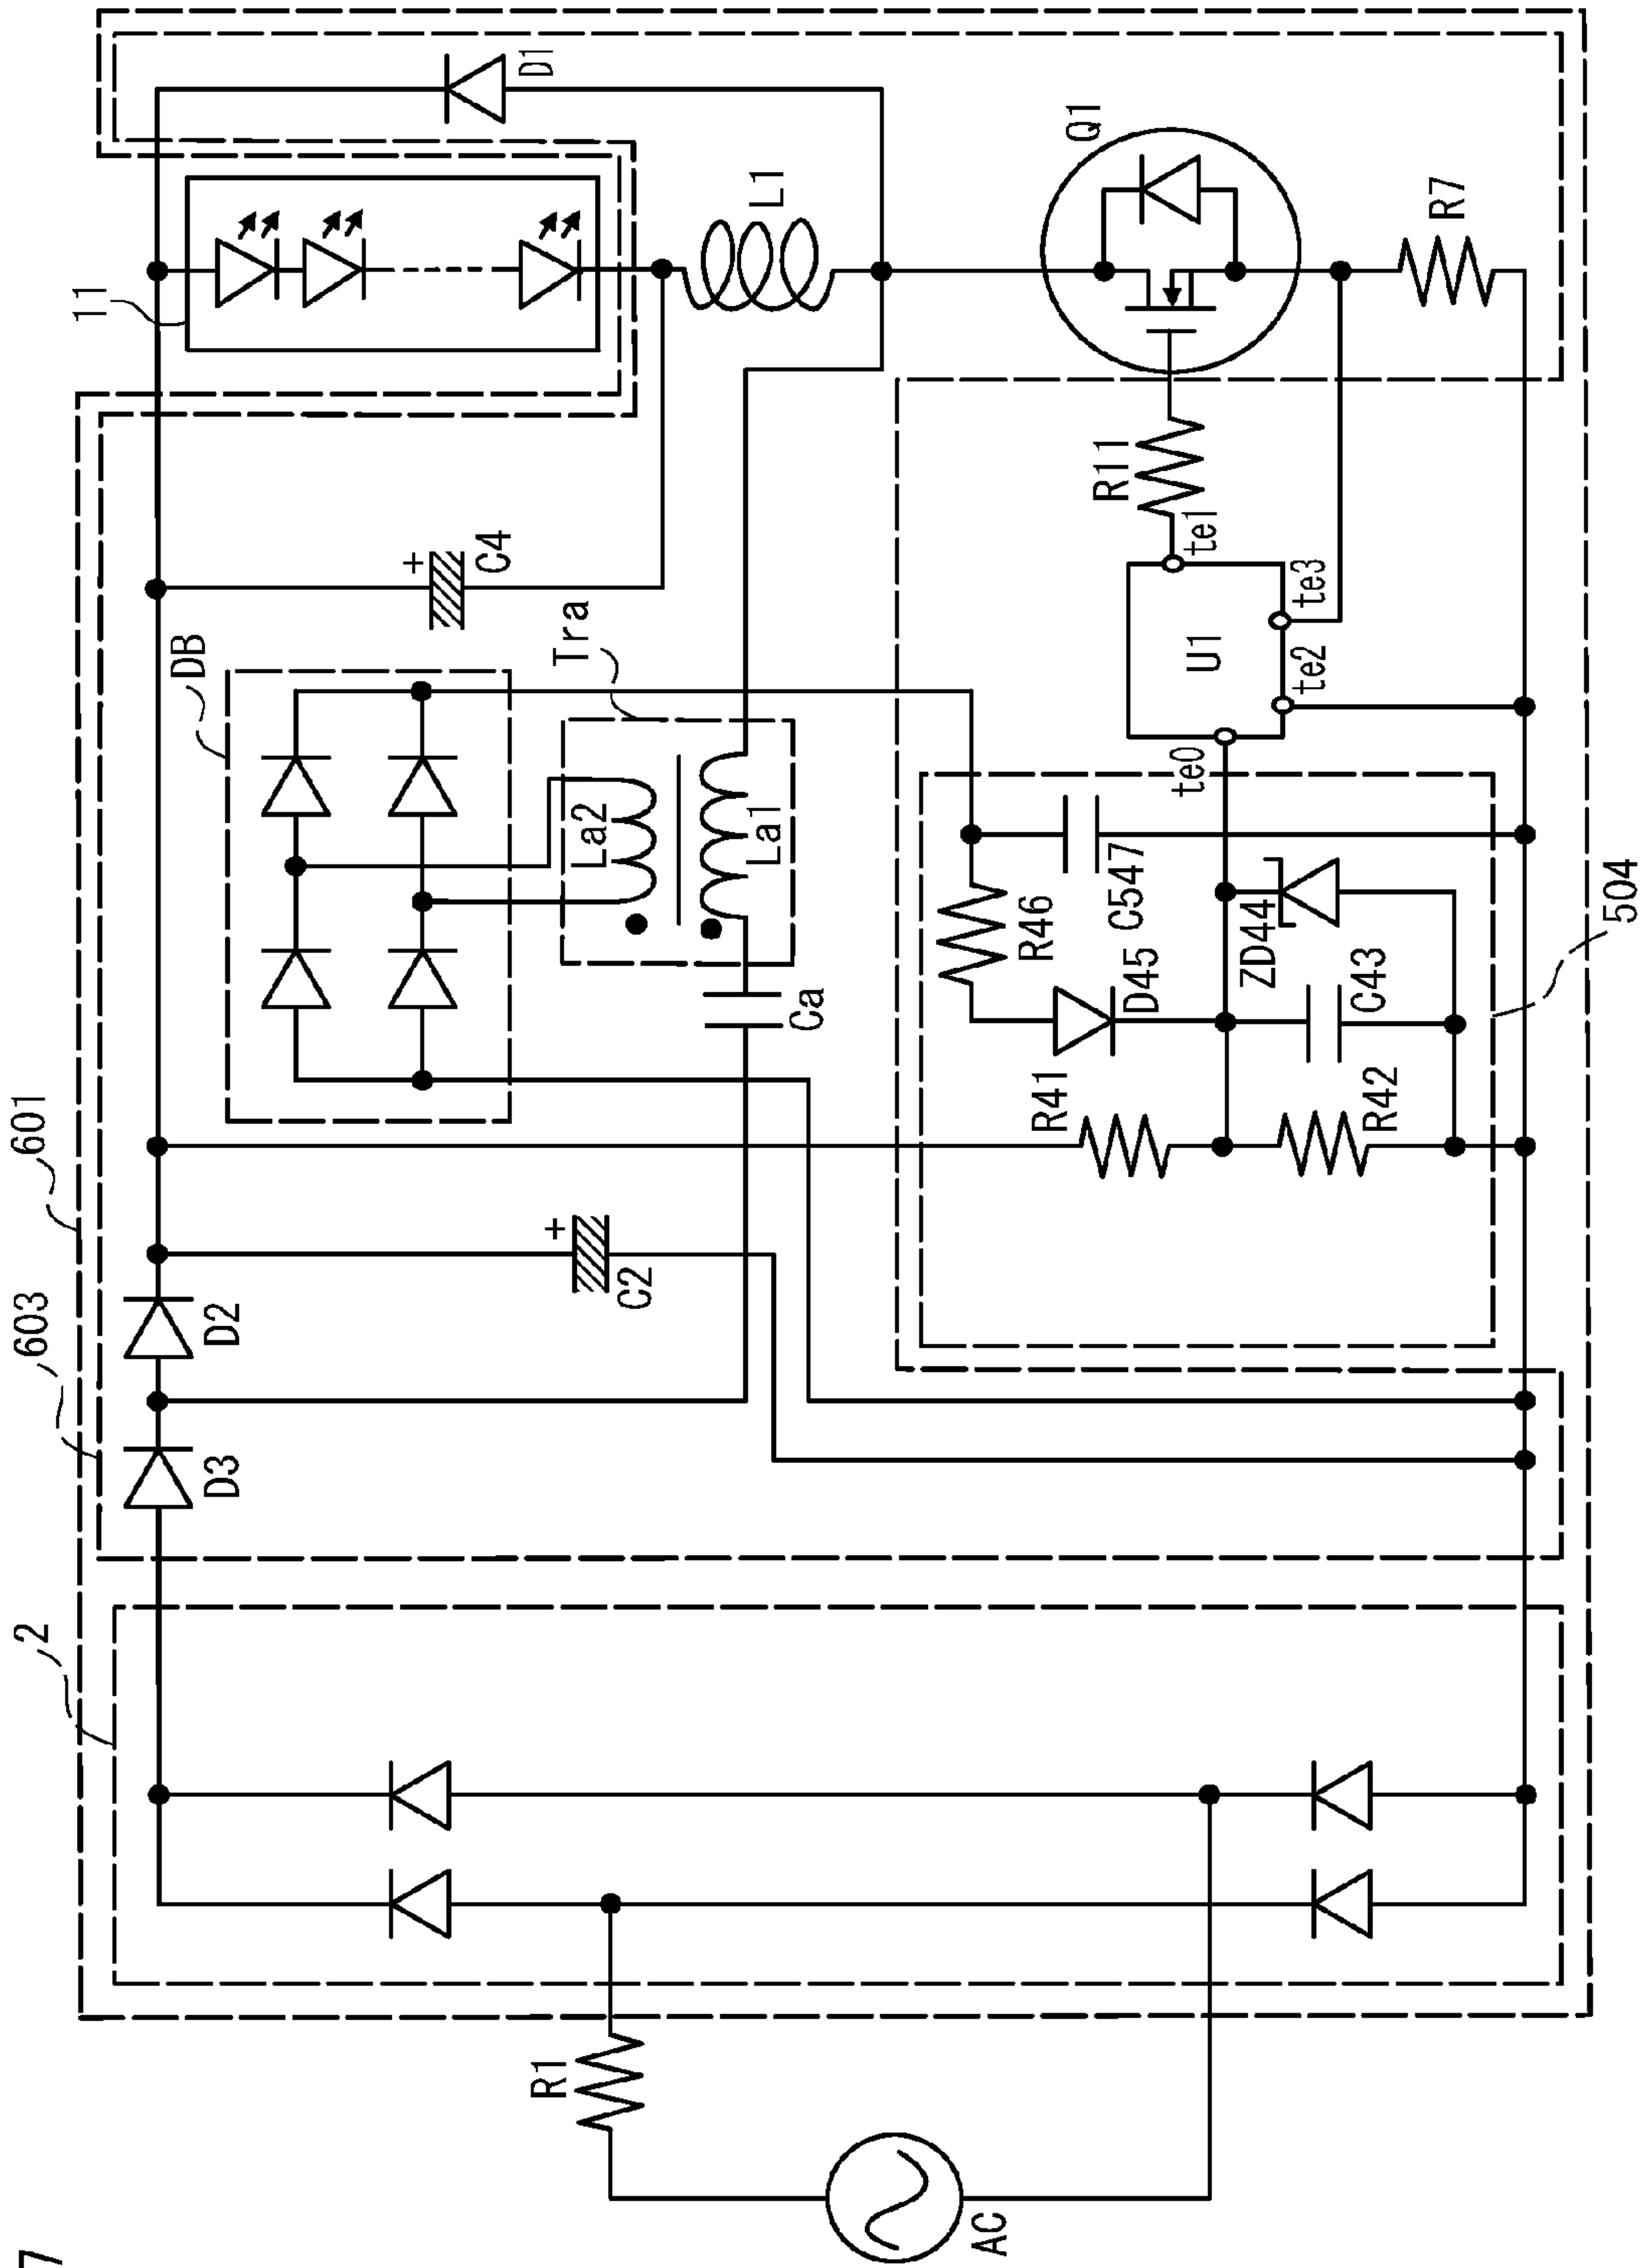 7
AC
R1
2
603
601
D3
D2
C2
DB
Ca
La2
La1
Tra
C4
+
+
11
D1
L1
Q1
R7
R11
te1
te3
te2
te0
U1
R46
C547
D45
ZD44
C43
R41
R42
504